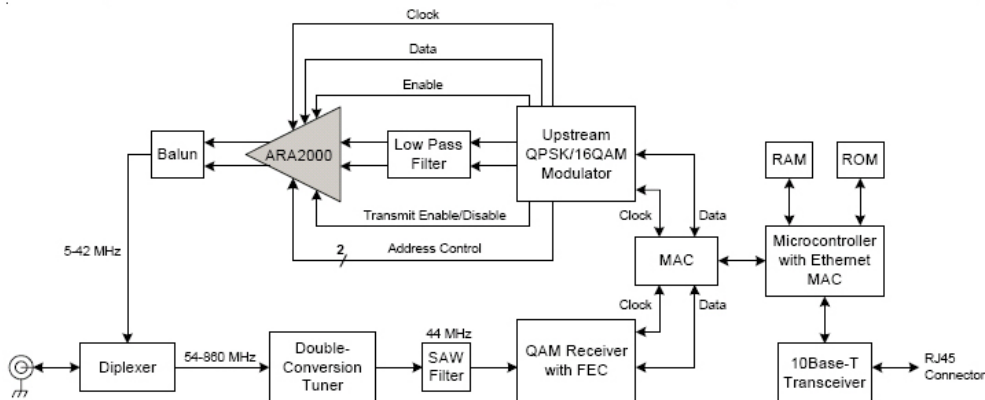 Clock
Data
Enable
Balun
ARA2000
Low Pass
Filter
Upstream
QPSK/16QAM
Modulator
RAM
ROM
Transmit Enable/Disable
Clock
Data
2
Address Control
5-42 MHz
MAC
Microcontroller
with Ethernet
MAC
Clock
Data
Diplexer
54-860 MHz
Double-
Conversion
Tuner
44 MHz
SAW
Filter
QAM Receiver
with FEC
10Base-T
Transceiver
RJ45
Connector